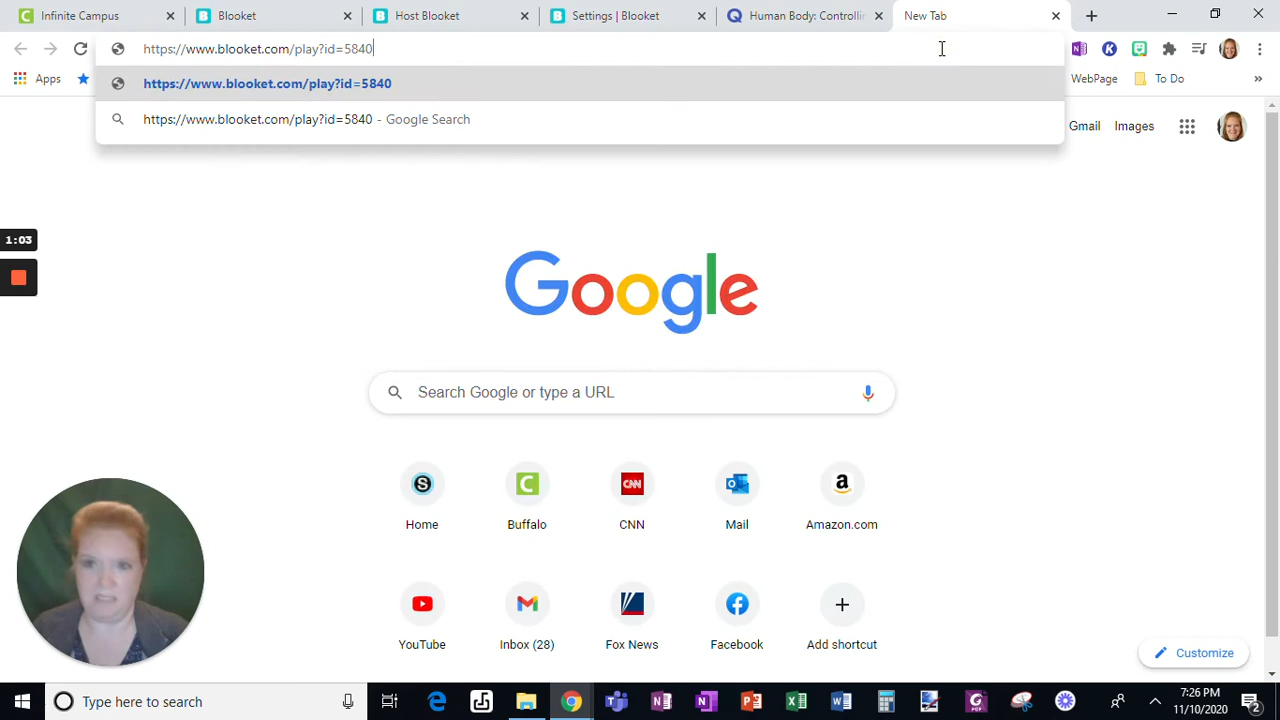 Infinite Campus
Blooket
Host Blooket
Settings | Blooket
Human Body: Controllin
New Tab
https://www.blooket.com/play?id=5840
Apps
WebPage
To Do
https://www.blooket.com/play?id=5840
https://www.blooket.com/play?id=5840 - Google Search
Gmail
Images
1:03
Google
Search Google or type a URL
Home
Buffalo
CNN
Mail
Amazon.com
YouTube
Inbox (28)
Fox News
Facebook
Add shortcut
Customize
Type here to search
7:26 PM
11/10/2020
2